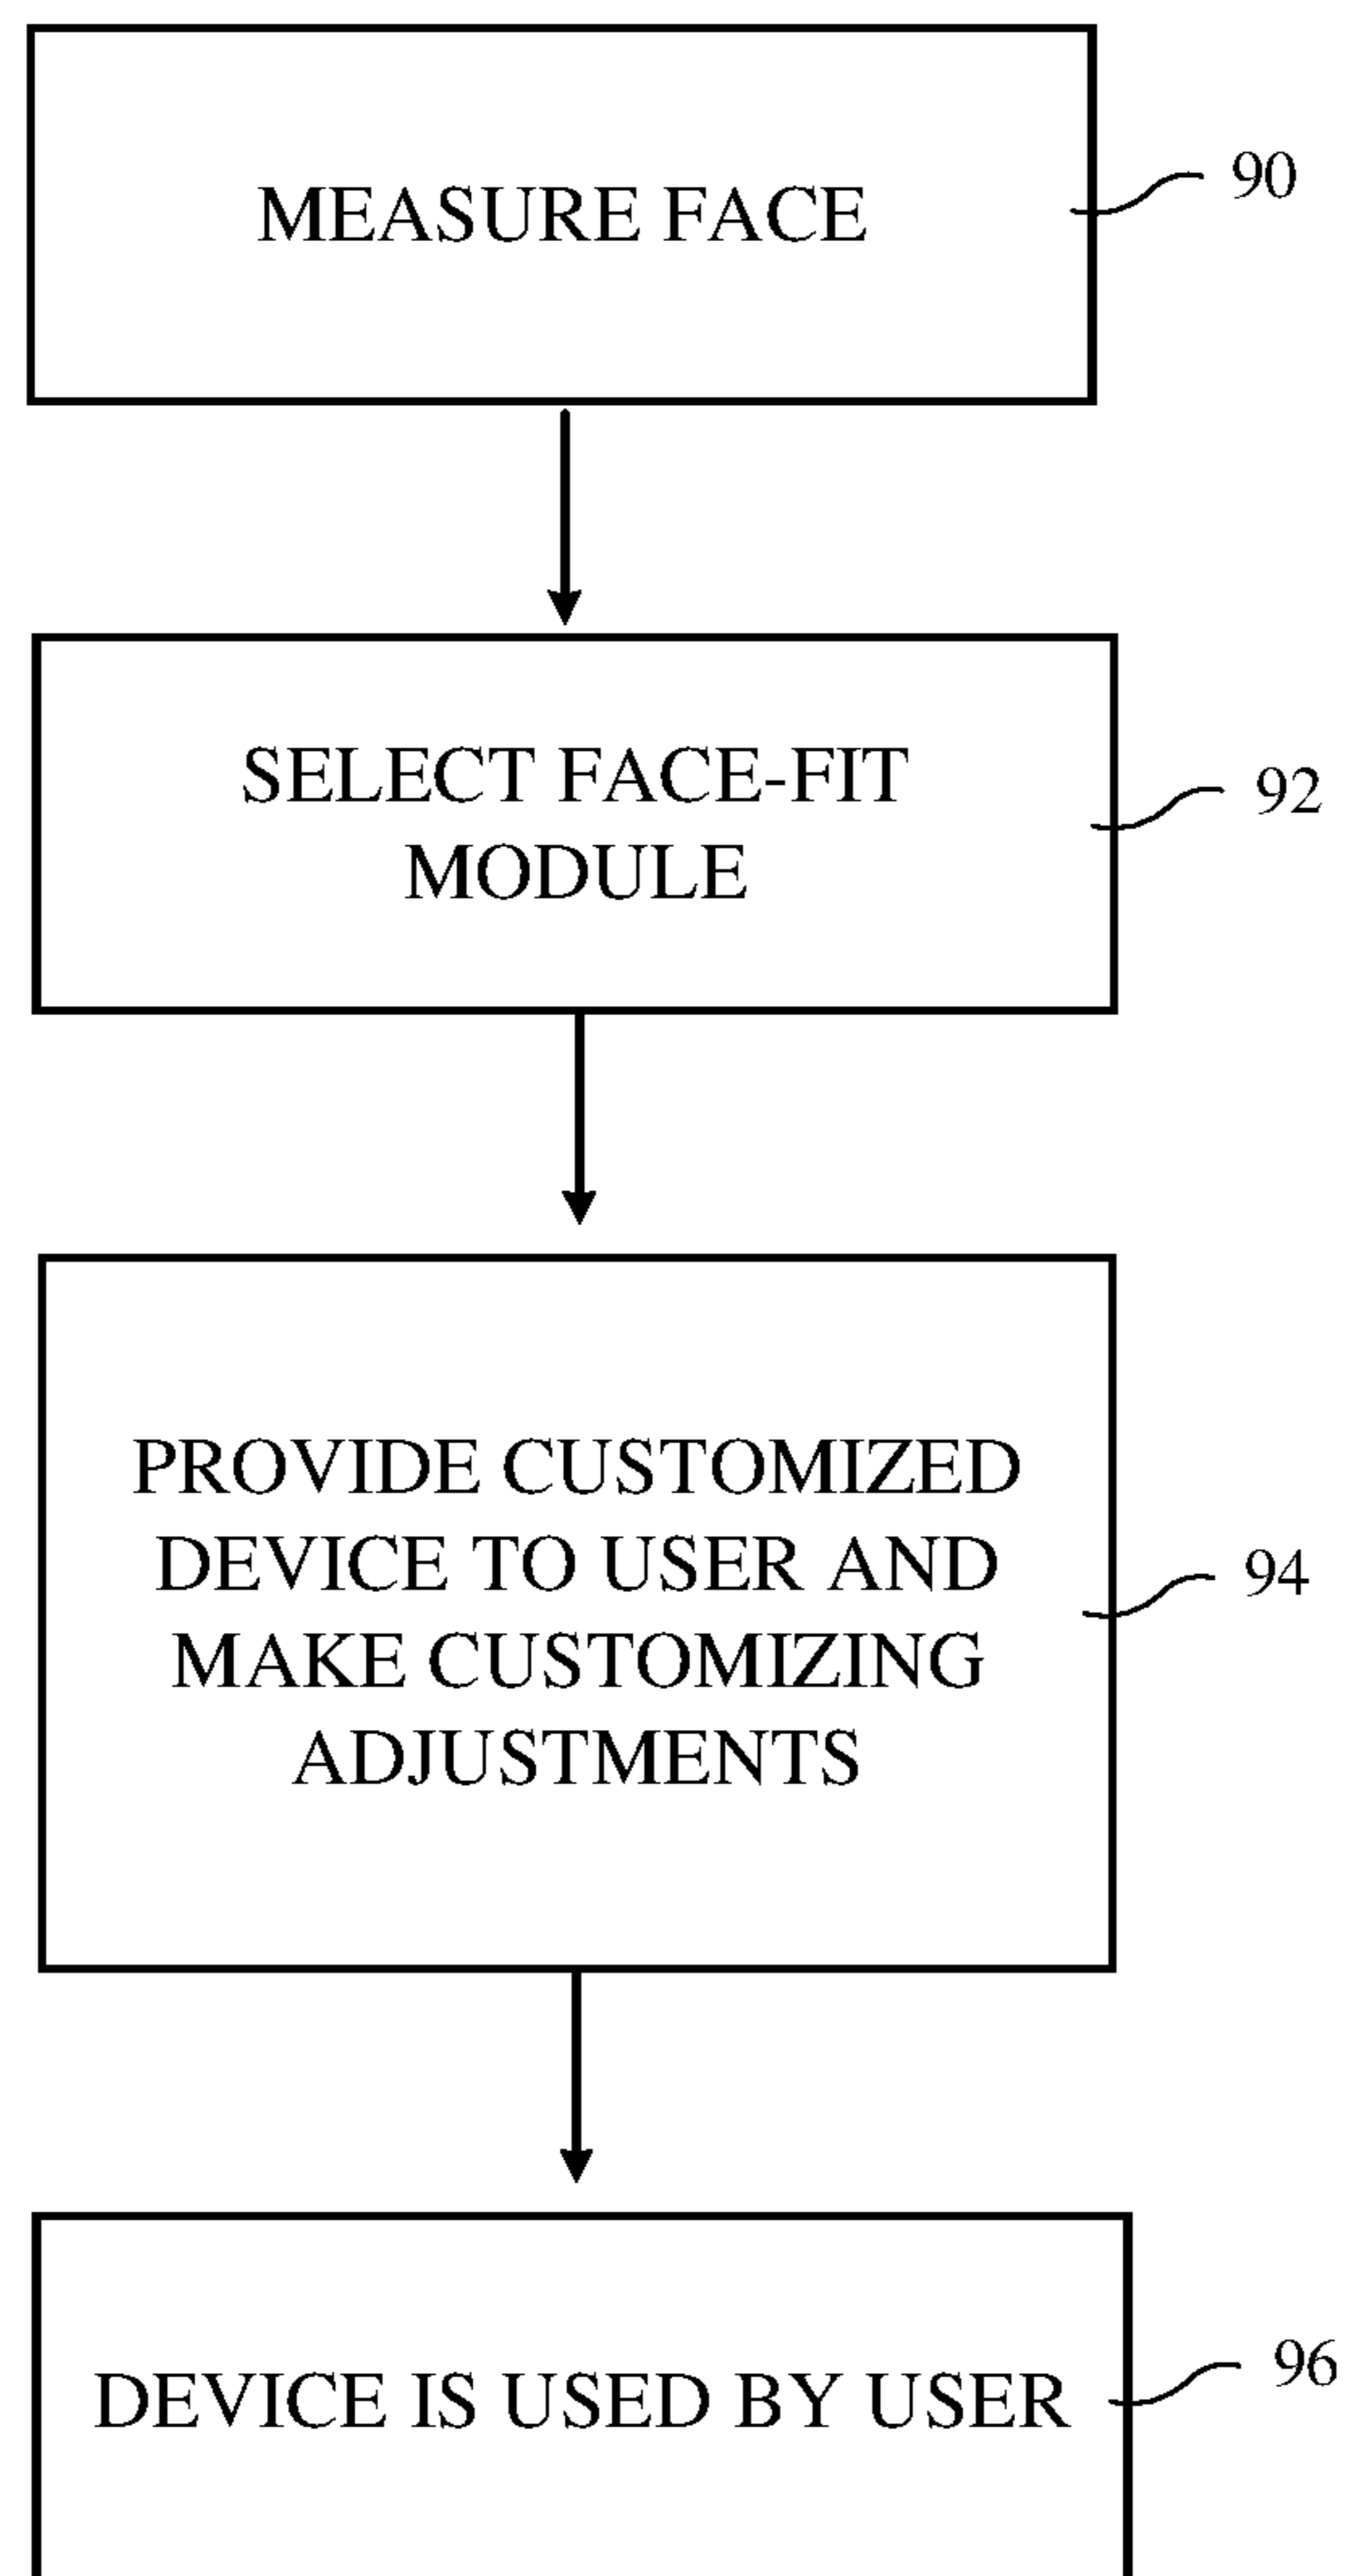 MEASURE FACE
90
SELECT FACE-FIT
MODULE
92
PROVIDE CUSTOMIZED
DEVICE TO USER AND
MAKE CUSTOMIZING
ADJUSTMENTS
94
DEVICE IS USED BY USER
96